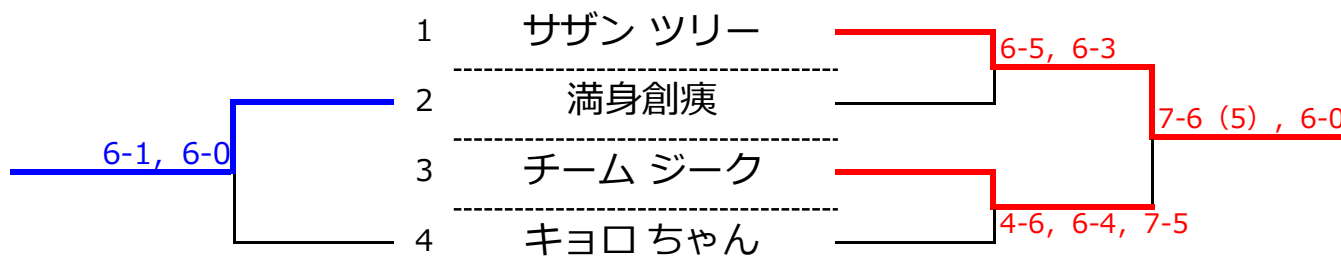 1 サザン ツリー
6-5, 6-3
2 満身創痍
7-6 (5) , 6-0
6-1, 6-0
3 チーム ジーク
4-6, 6-4, 7-5
4 キョロ ちゃん